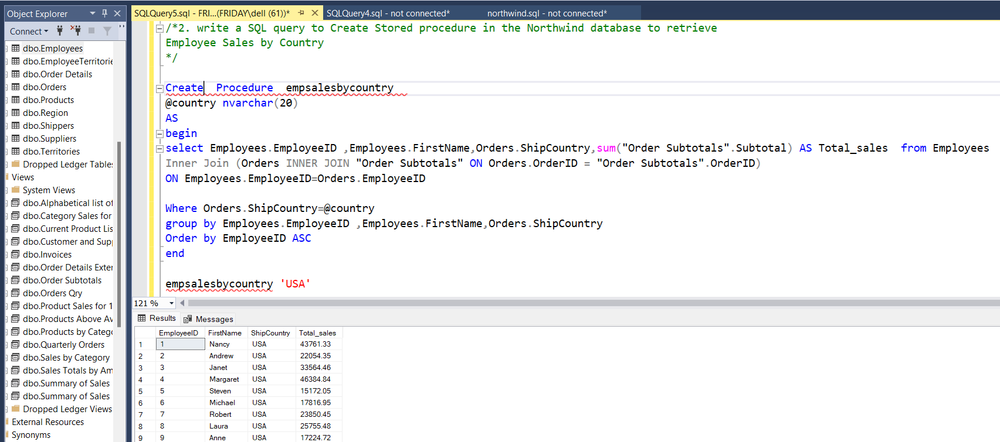 Object Explorer
Connect
dbo.Employees
dbo.EmployeeTerritorie
dbo.Order Details
dbo.Orders
dbo.Products
dbo.Region
dbo.Shippers
dbo.Suppliers
dbo.Territories
Dropped Ledger Tables
Views
System Views
dbo.Alphabetical list of
dbo.Category Sales for
dbo.Current Product Lis
dbo.Customer and Supp
dbo.Invoices
dbo.Order Details Exter
dbo.Order Subtotals
dbo.Orders Qry
dbo.Product Sales for 1
dbo.Products Above Av
dbo.Products by Catego
dbo.Quarterly Orders
dbo.Sales by Category
dbo.Sales Totals by Am
dbo.Summary of Sales
dbo.Summary of Sales
Dropped Ledger Views
External Resources
Synonyms
SQLQuery5.sql - FRI...(FRIDAY\dell (61))* SQLQuery4.sql - not connected* northwind.sql - not connected*
/*2. write a SQL query to Create Stored procedure in the Northwind database to retrieve
Employee Sales by Country
*/
Create Procedure empsalesbycountry
@country nvarchar(20)
AS
begin
select Employees.EmployeeID ,Employees.FirstName,Orders.ShipCountry,sum("Order Subtotals".Subtotal) AS Total_sales from Employees
Inner Join (Orders INNER JOIN "Order Subtotals" ON Orders.OrderID = "Order Subtotals".OrderID)
ON Employees.EmployeeID=Orders.EmployeeID
Where Orders.ShipCountry=@country
group by Employees.EmployeeID ,Employees.FirstName,Orders.ShipCountry
Order by EmployeeID ASC
end
empsalesbycountry 'USA'
121 %
Results Messages
EmployeeID FirstName ShipCountry Total_sales
1 1 Nancy USA 43761.33
2 2 Andrew USA 22054.35
3 3 Janet USA 33564.46
4 4 Margaret USA 46384.84
5 5 Steven USA 15172.05
6 6 Michael USA 17816.95
7 7 Robert USA 23850.45
8 8 Laura USA 25755.48
9 9 Anne USA 17224.72